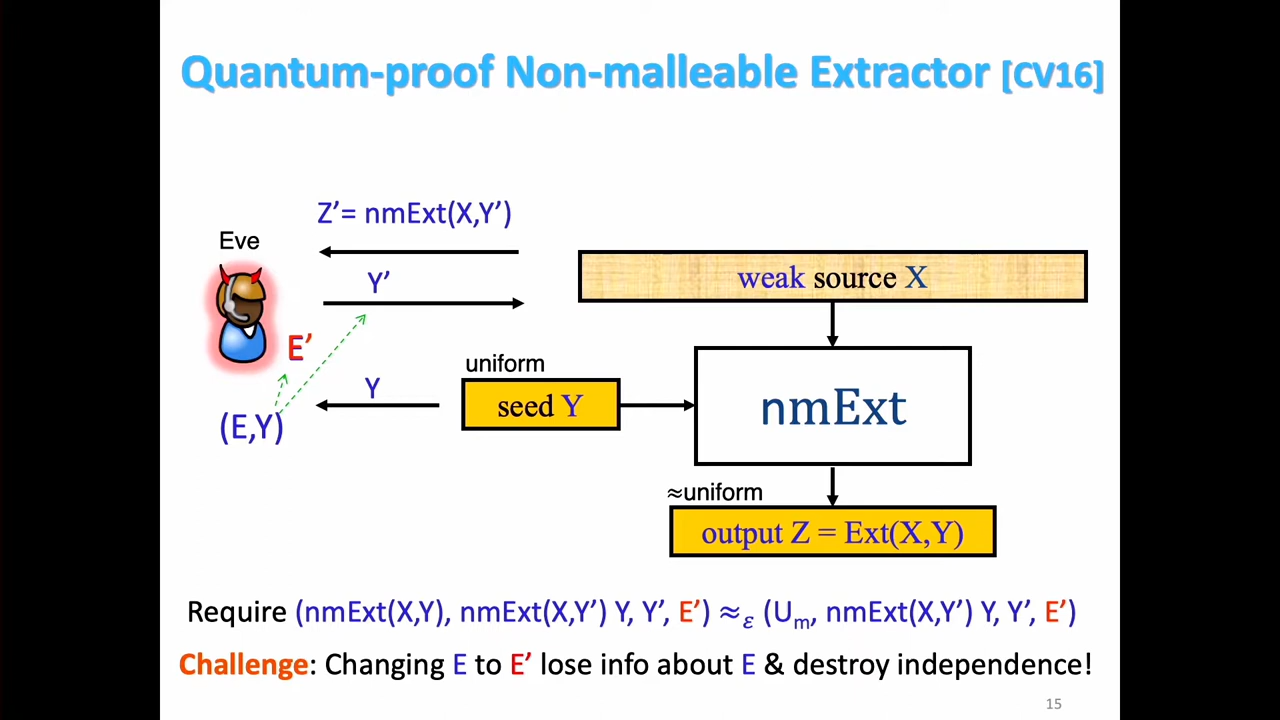 Quantum-proof Non-malleable Extractor [CV16]
Z’= nmExt(X,Y’)
Eve
weak source X
Y’
E’
uniform
Y
seed Y
nmExt
(E,Y)
≈uniform
output Z = Ext(X,Y)
Require (nmExt(X,Y), nmExt(X,Y’) Y, Y’, E’) ≈ε (Um, nmExt(X,Y’) Y, Y’, E’)
Challenge: Changing E to E’ lose info about E & destroy independence!
15